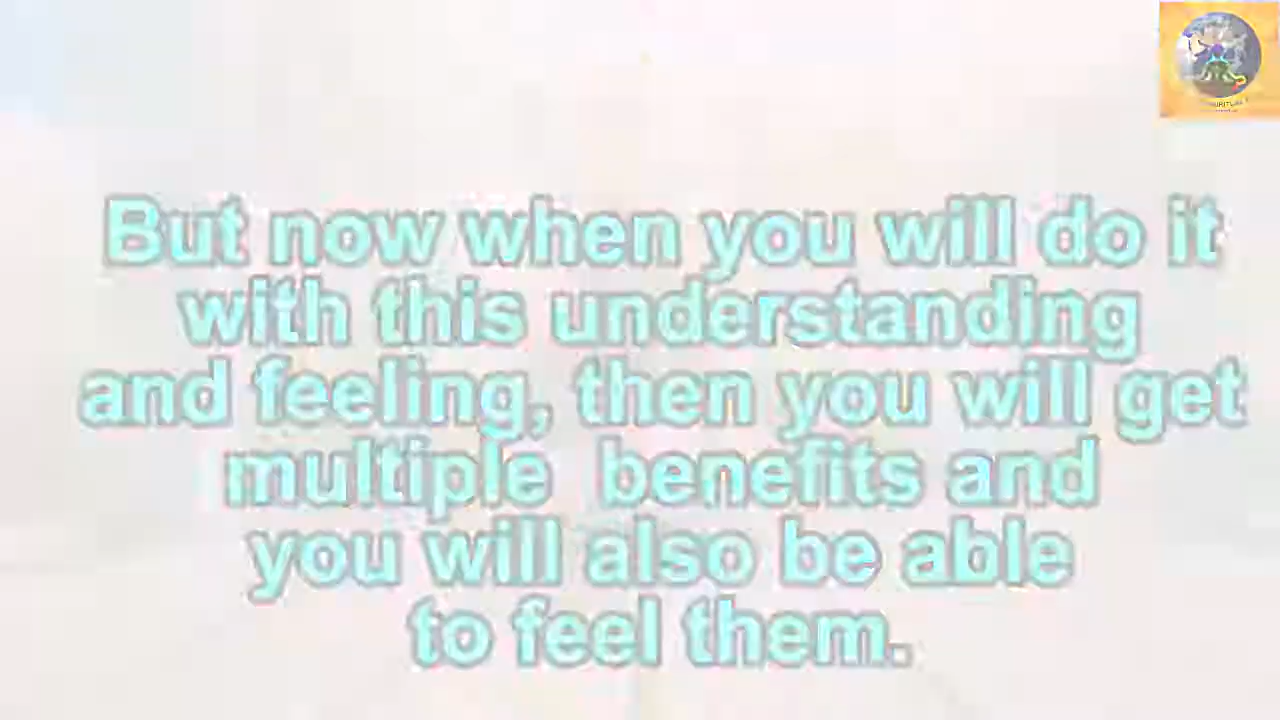 But now when you will do it
with this understanding
and feeling, then you will get
multiple benefits and
you will also be able
to feel them.